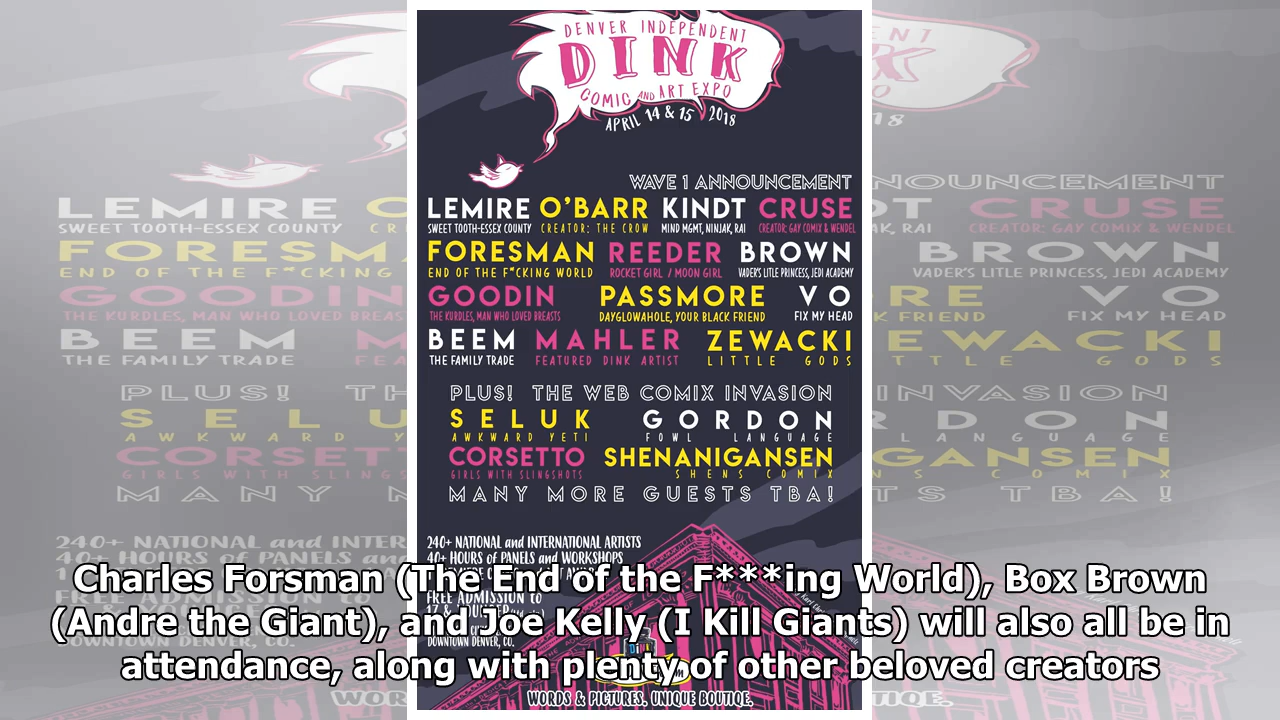 DENVER INDEPENDENT
DINK
COMIC AND ART EXPO
APRIL 14 & 15 2018
WAVE 1 ANNOUNCEMENT
LEMIRE O'BARR KINDT CRUSE
SWEET TOOTH-ESSEX COUNTY CREATOR: THE CROW MIND MGMT, NINJAK, RAI CREATOR: GAY COMIX & WENDEL
FORESMAN REEDER BROWN
END OF THE F*CKING WORLD ROCKET GIRL / MOON GIRL VADER'S LITLE PRINCESS, JEDI ACADEMY
GOODIN PASSMORE VO
THE KURDLES, MAN WHO LOVED BREASTS DAYGLOWAHOLE, YOUR BLACK FRIEND FIX MY HEAD
BEEM MAHLER ZEWACKI
THE FAMILY TRADE FEATURED DINK ARTIST LITTLE GODS
PLUS! THE WEB COMIX INVASION
SELUK GORDON
AWKWARD YETI FOWL LANGUAGE
CORSETTO SHENANIGANSEN
GIRLS WITH SLINGSHOTS SHENS COMIX
MANY MORE GUESTS TBA!
240+ NATIONAL and INTERNATIONAL ARTISTS
40+ HOURS of PANELS and WORKSHOPS
FREE ADMISSION TO
DOWNTOWN DENVER, CO.
WORDS & PICTURES. UNIQUE BOUTIQE.
Charles Forsman (The End of the F***ing World), Box Brown
(Andre the Giant), and Joe Kelly (I Kill Giants) will also all be in
attendance, along with plenty of other beloved creators